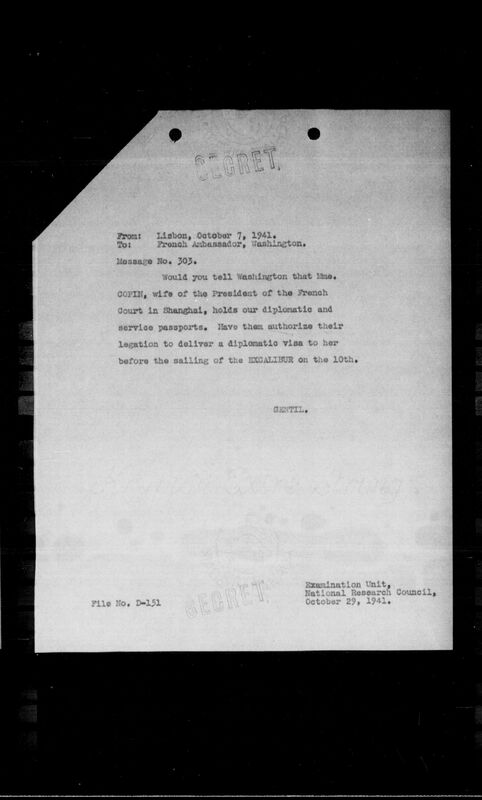 SECRET.
From: Lisbon, October 7, 1941.
To: French Ambassador, Washington.
Message No. 303.
Would you tell Washington that Mme.
COPIN, wife of the President of the French
Court in Shanghai, holds our diplomatic and
service passports. Have them authorize their
legation to deliver a diplomatic visa to her
before the sailing of the EXCALIBUR on the 10th.
GENTIL.
Examination Unit,
National Research Council,
October 29, 1941.
File No. D-151
SECRET.